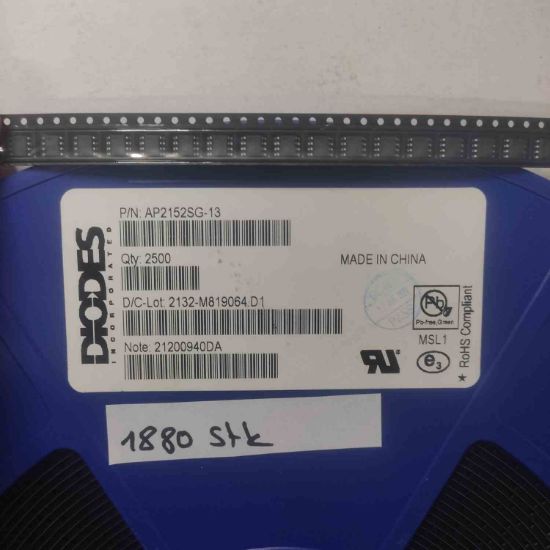 P/N: AP2152SG-13
Qty: 2500
D/C-Lot: 2132-M819064.D1
Note: 21200940DA
DIODES
INCORPORATED
MADE IN CHINA
Pb
Pb-free,Green
MSL1
e3
★ RoHS Compliant
1880 Stk